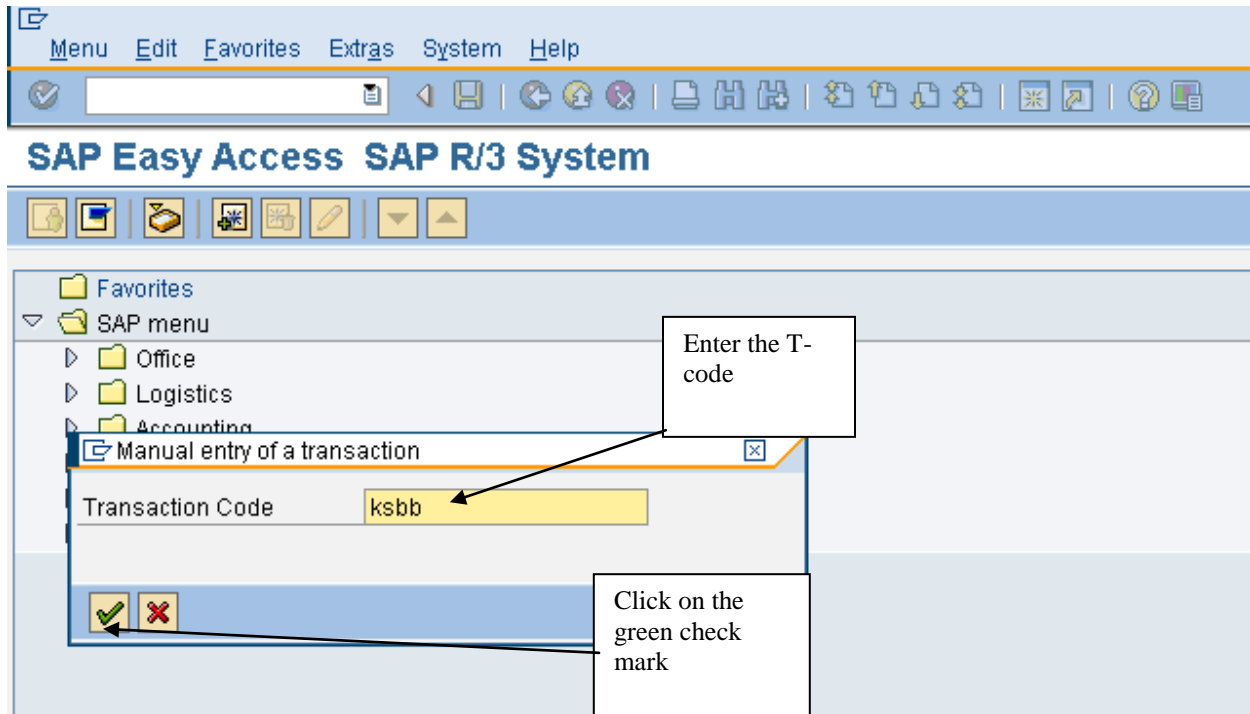 Menu Edit Favorites Extras System Help
SAP Easy Access SAP R/3 System
Favorites
SAP menu
Office
Logistics
Accounting
Enter the T-
code
Manual entry of a transaction
Transaction Code ksbb
Click on the
green check
mark